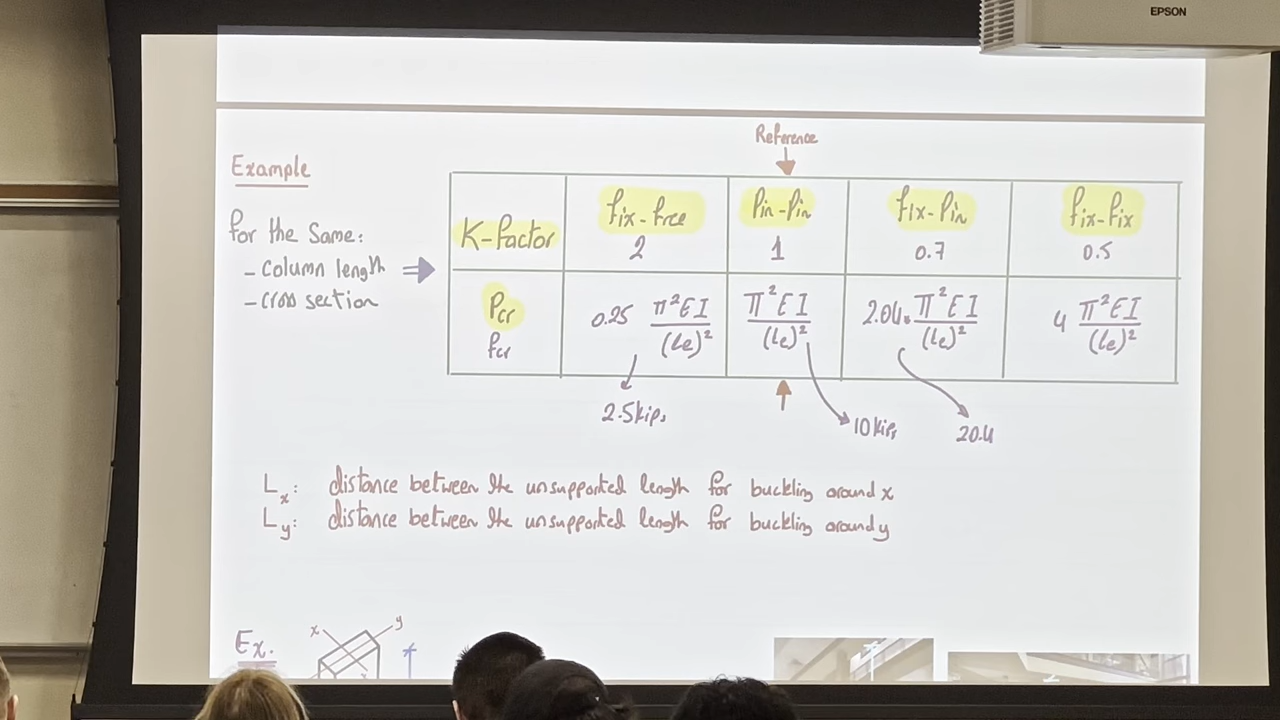 EPSON
Reference
Example
for the Same:
- Column length
- Cross section
K-factor
fix-free
2
Pin-Pin
1
fix-Pin
0.7
fix-fix
0.5
Pcr
fcr
0.25 π²EI/(Le)²
π²EI/(Le)²
2.04. π²EI/(Le)²
4 π²EI/(Le)²
2.5kips
10kips
20.4
Lx: distance between the unsupported length for buckling around x
Ly: distance between the unsupported length for buckling around y
Ex.
x
y